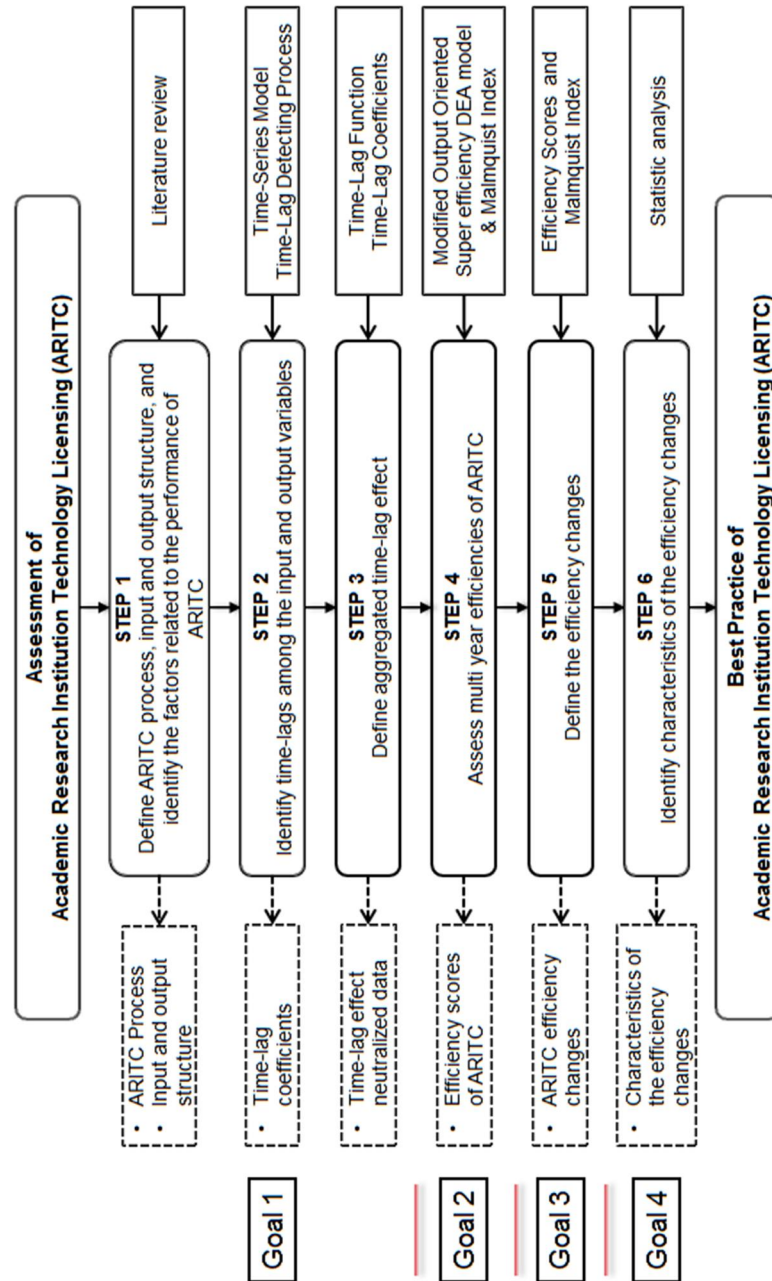 Assessment of
Academic Research Institution Technology Licensing (ARITC)
• ARITC Process
• Input and output
structure
STEP 1
Define ARITC process, input and output structure, and
identify the factors related to the performance of
ARITC
Literature review
Goal 1
• Time-lag
coefficients
STEP 2
Identify time-lags among the input and output variables
Time-Series Model
Time-Lag Detecting Process
• Time-lag effect
neutralized data
STEP 3
Define aggregated time-lag effect
Time-Lag Function
Time-Lag Coefficients
Goal 2
• Efficiency scores
of ARITC
STEP 4
Assess multi year efficiencies of ARITC
Modified Output Oriented
Super efficiency DEA model
& Malmquist Index
Goal 3
• ARITC efficiency
changes
STEP 5
Define the efficiency changes
Efficiency Scores and
Malmquist Index
Goal 4
• Characteristics of
the efficiency
changes
STEP 6
Identify characteristics of the efficiency changes
Statistic analysis
Best Practice of
Academic Research Institution Technology Licensing (ARITC)